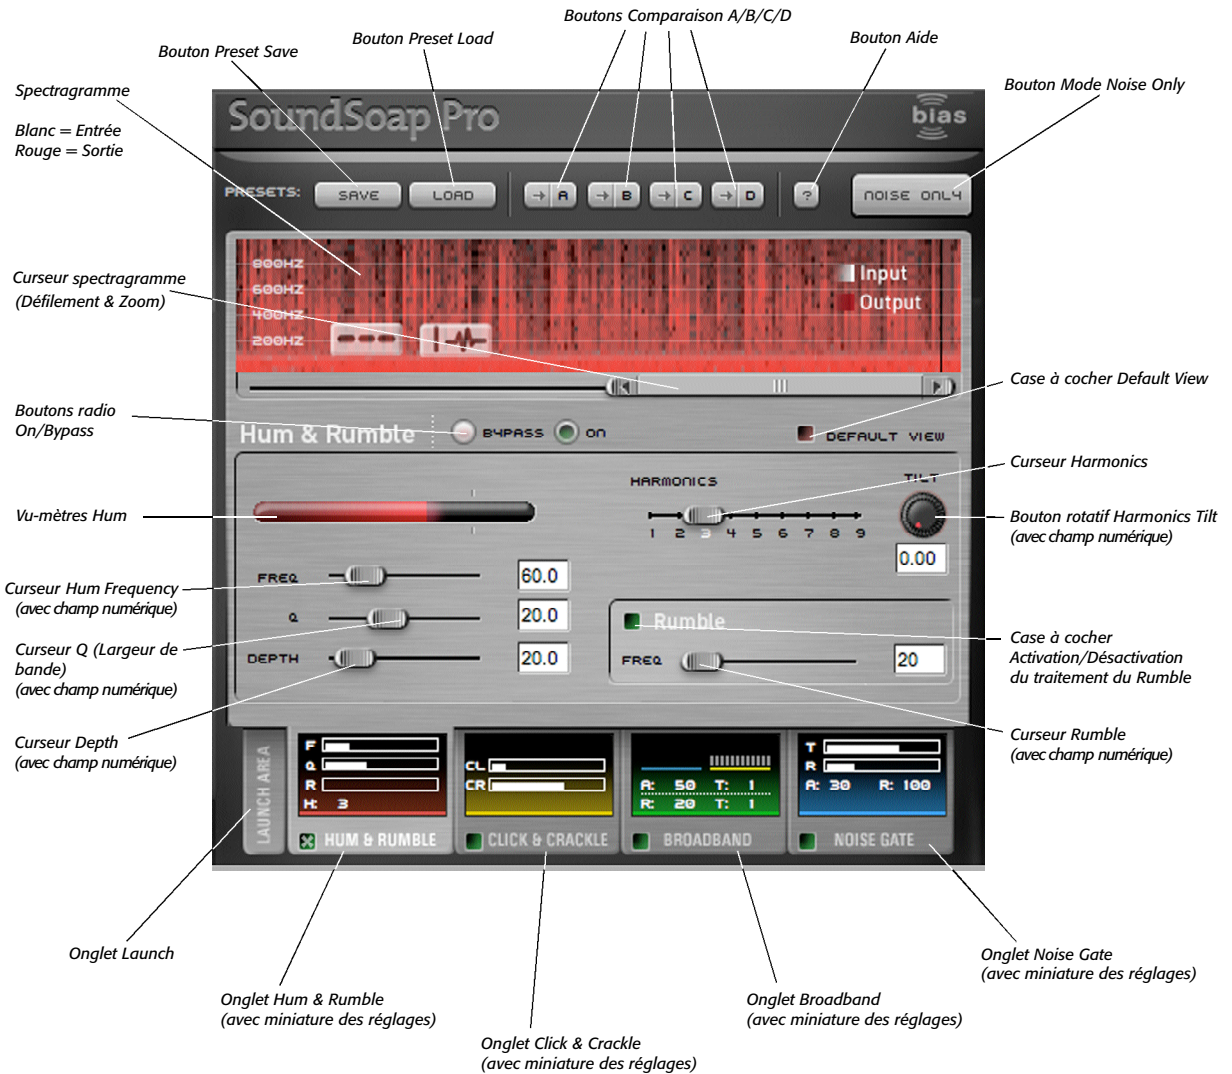 Boutons Comparaison A/B/C/D
Bouton Preset Load
Bouton Aide
Bouton Preset Save
Bouton Mode Noise Only
Spectragramme
Blanc = Entrée
Rouge = Sortie
SoundSoap Pro
bias
PRESETS:
SAVE
LOAD
→ A
→ B
→ C
→ D
?
NOISE ONLY
800HZ
600HZ
400HZ
200HZ
Input
Output
Curseur spectragramme
(Défilement & Zoom)
Case à cocher Default View
Boutons radio
On/Bypass
Hum & Rumble
BYPASS
ON
DEFAULT VIEW
Curseur Harmonics
HARMONICS
TILT
1 2 3 4 5 6 7 8 9
0.00
Vu-mètres Hum
Bouton rotatif Harmonics Tilt
(avec champ numérique)
FREQ
60.0
Q
20.0
DEPTH
20.0
Curseur Hum Frequency
(avec champ numérique)
Curseur Q (Largeur de
bande)
(avec champ numérique)
Rumble
FREQ
20
Case à cocher
Activation/Désactivation
du traitement du Rumble
Curseur Depth
(avec champ numérique)
Curseur Rumble
(avec champ numérique)
LAUNCH AREA
F
Q
R
H: 3
HUM & RUMBLE
CL
CR
CLICK & CRACKLE
A: 50 T: 1
R: 20 T: 1
BROADBAND
T
R
A: 30 R: 100
NOISE GATE
Onglet Launch
Onglet Noise Gate
(avec miniature des réglages)
Onglet Hum & Rumble
(avec miniature des réglages)
Onglet Broadband
(avec miniature des réglages)
Onglet Click & Crackle
(avec miniature des réglages)